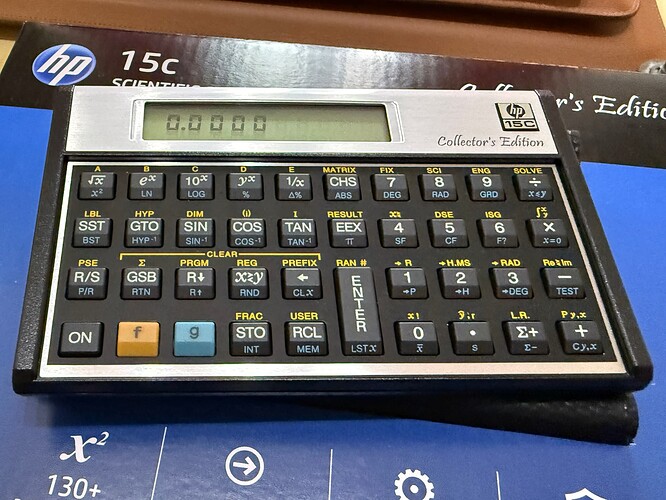 hp 15C
SCIENTIFIC
Collector's Edition
hp
15C
0.0000
Collector's Edition
A B C D E MATRIX FIX SCI ENG SOLVE
√x eˣ 10ˣ yˣ 1/x CHS 7 8 9 ÷
x² LN LOG % Δ% ABS DEG RAD GRD x≤y
LBL HYP DIM (i) I RESULT x≷ DSE ISG ∫xy
SST GTO SIN COS TAN EEX 4 5 6 ×
BST HYP⁻¹ SIN⁻¹ COS⁻¹ TAN⁻¹ π SF CF F? x=0
CLEAR
PSE Σ PRGM REG PREFIX RAN # →R →H.MS →RAD Re≷Im
R/S GSB R↓ x≷y ← ENTER 1 2 3 −
P/R RTN R↑ RND CLx →P →H →DEG TEST
FRAC USER x! ŷ,r L.R. Py,x
ON f g STO RCL 0 • Σ+ +
INT MEM LSTx x̄ s Σ− Cy,x
x²
130+